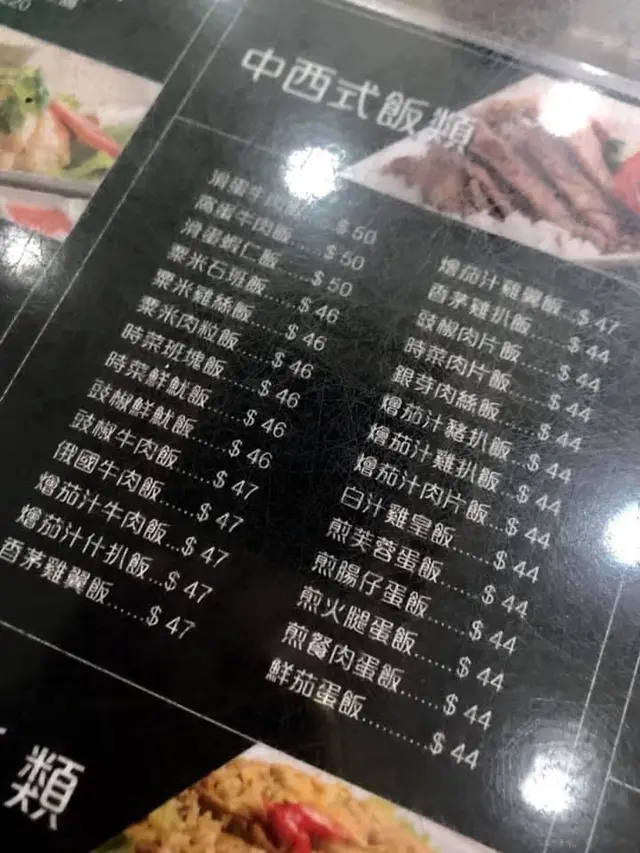 20
中西式飯類
滑蛋牛肉飯......$50
窩蛋牛肉飯......$50
滑蛋蝦仁飯......$50
粟米石斑飯......$46
粟米雞絲飯......$46
粟米肉粒飯......$46
時菜班塊飯......$46
時菜鮮魷飯......$46
豉椒鮮魷飯......$46
豉椒牛肉飯......$47
俄國牛肉飯......$47
燴茄汁牛肉飯...$47
燴茄汁什扒飯...$47
香茅雞翼飯......$47
燴茄汁雞翼飯...$47
香茅雞扒飯......$44
豉椒肉片飯......$44
時菜肉片飯......$44
銀芽肉絲飯......$44
燴茄汁豬扒飯...$44
燴茄汁雞扒飯...$44
燴茄汁肉片飯...$44
白汁雞皇飯......$44
煎芙蓉蛋飯......$44
煎腸仔蛋飯......$44
煎火腿蛋飯......$44
煎餐肉蛋飯......$44
鮮茄蛋飯.........$44
類